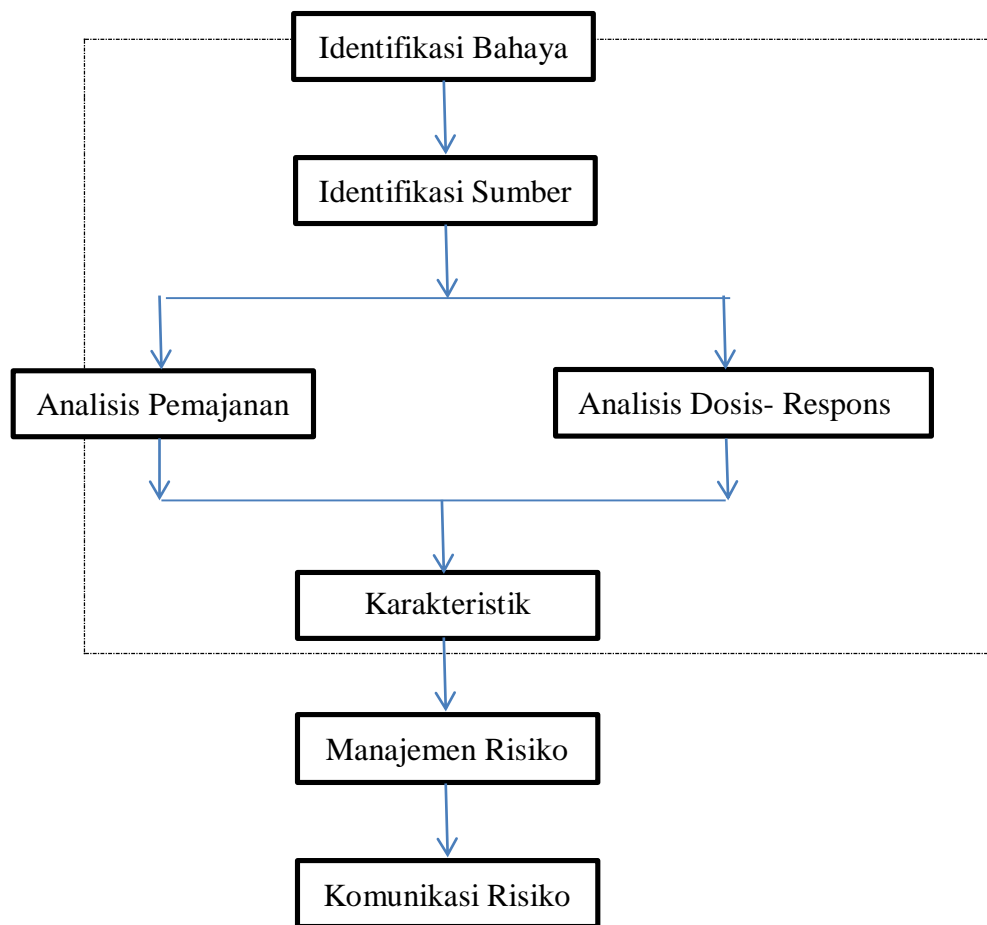 Identifikasi Bahaya
Identifikasi Sumber
Analisis Pemajanan
Analisis Dosis- Respons
Karakteristik
Manajemen Risiko
Komunikasi Risiko